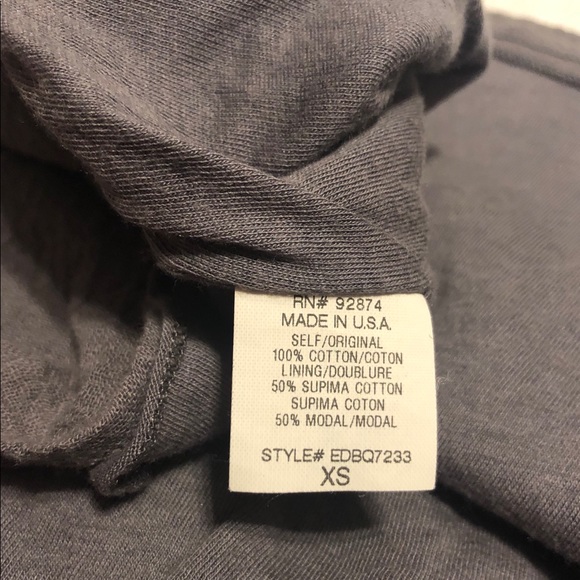 RN# 92874
MADE IN U.S.A.
SELF/ORIGINAL
100% COTTON/COTON
LINING/DOUBLURE
50% SUPIMA COTTON
SUPIMA COTON
50% MODAL/MODAL
STYLE# EDBQ7233
XS